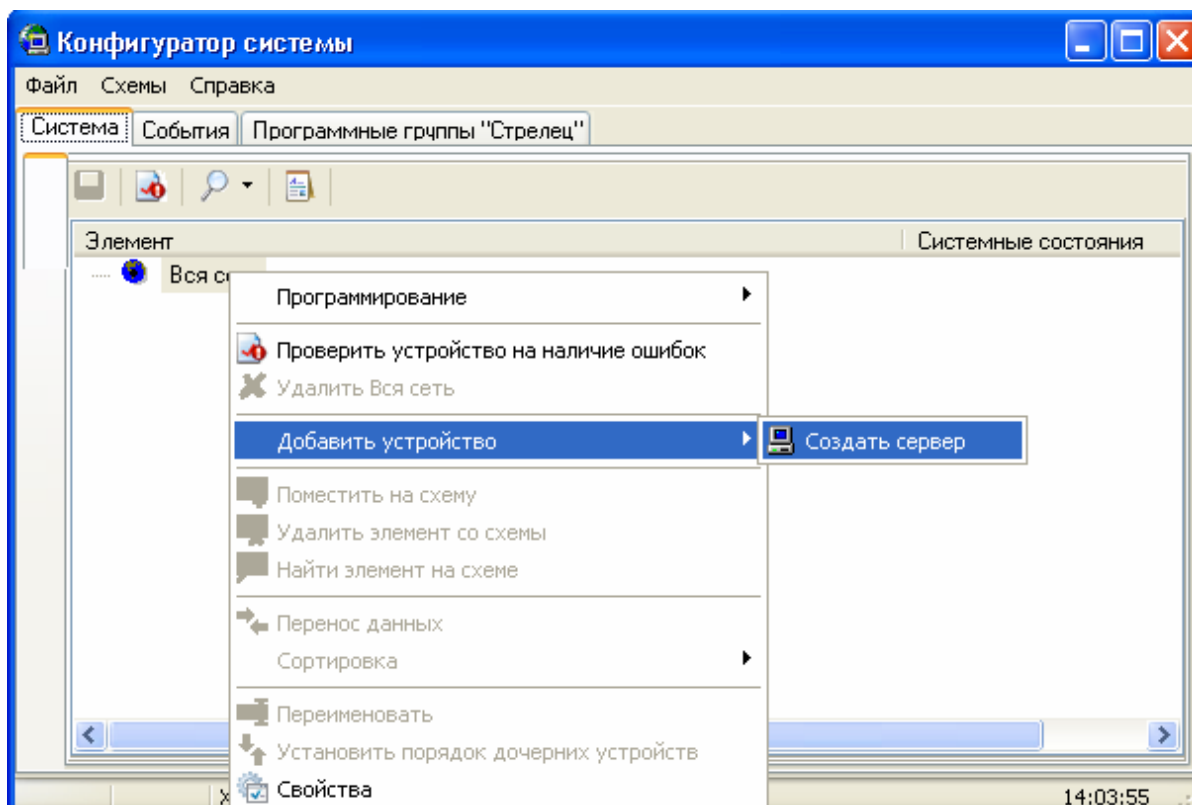 Конфигуратор системы
Файл Схемы Справка
Система События Программные группы "Стрелец"
Элемент Системные состояния
Вся
Программирование
Проверить устройство на наличие ошибок
Удалить Вся сеть
Добавить устройство Создать сервер
Поместить на схему
Удалить элемент со схемы
Найти элемент на схеме
Перенос данных
Сортировка
Переименовать
Установить порядок дочерних устройств
Свойства
14:03:55